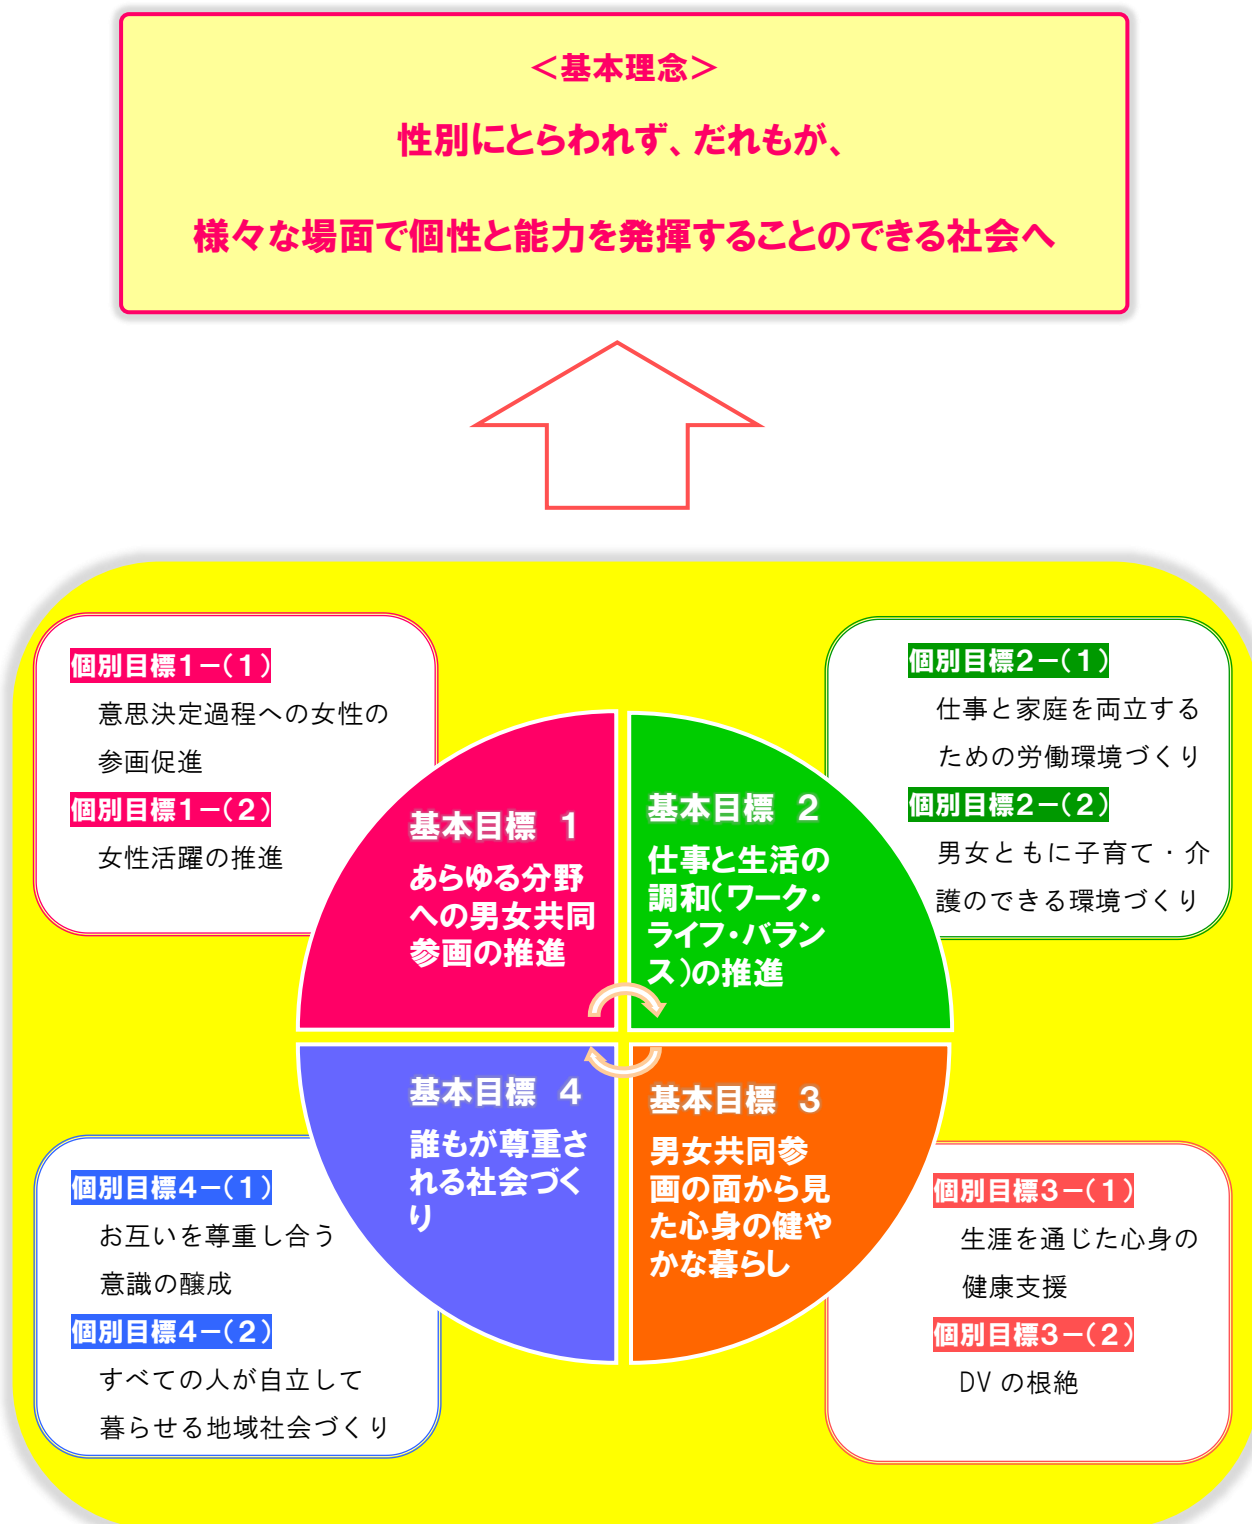 ＜基本理念＞
性別にとらわれず、だれもが、
様々な場面で個性と能力を発揮することのできる社会へ
個別目標１－（１）
意思決定過程への女性の
参画促進
個別目標１－（２）
女性活躍の推進
個別目標２－（１）
仕事と家庭を両立する
ための労働環境づくり
個別目標２－（２）
男女ともに子育て・介
護のできる環境づくり
基本目標　１
あらゆる分野
への男女共同
参画の推進
基本目標　２
仕事と生活の
調和（ワーク・
ライフ・バラン
ス）の推進
基本目標　４
誰もが尊重さ
れる社会づく
り
基本目標　３
男女共同参
画の面から見
た心身の健や
かな暮らし
個別目標４－（１）
お互いを尊重し合う
意識の醸成
個別目標４－（２）
すべての人が自立して
暮らせる地域社会づくり
個別目標３－（１）
生涯を通じた心身の
健康支援
個別目標３－（２）
DV の根絶